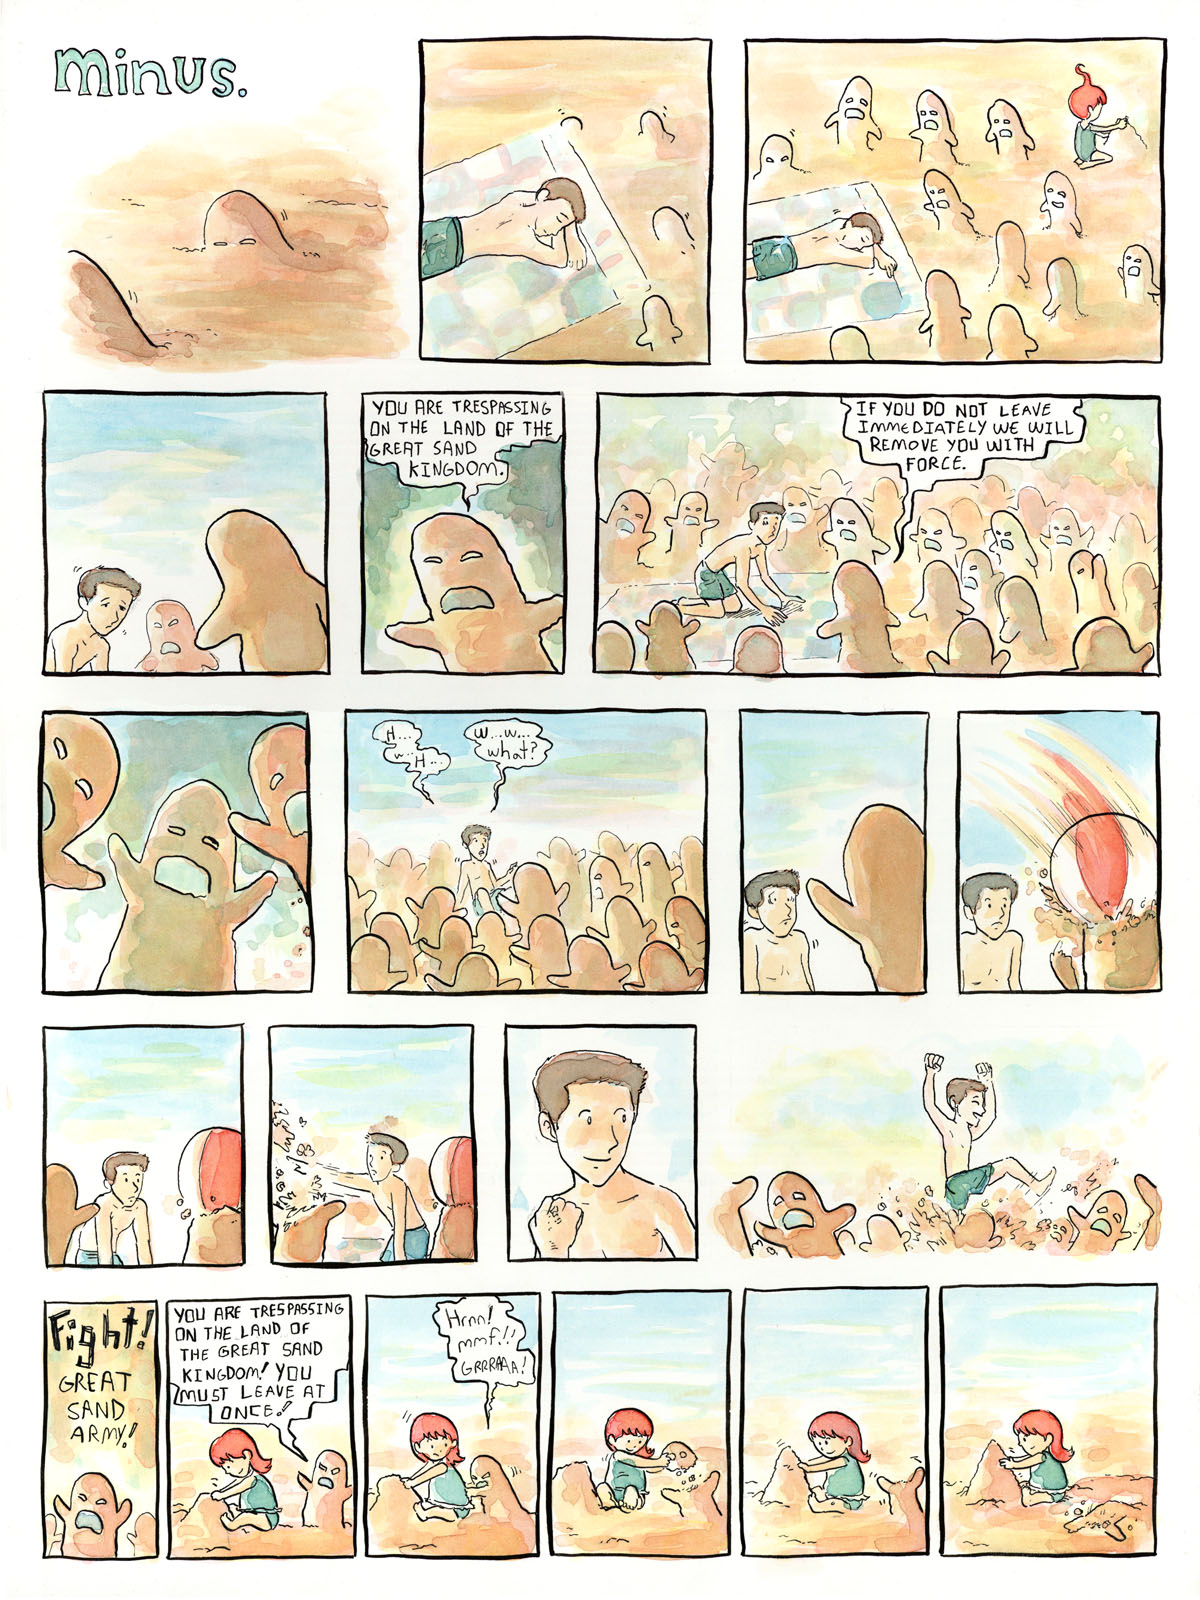 minus.
YOU ARE TRESPASSING
ON THE LAND OF THE
GREAT SAND
KINGDOM.
IF YOU DO NOT LEAVE
IMMEDIATELY WE WILL
REMOVE YOU WITH
FORCE.
H...
w..H...
W...w...
what?
Fight!
GREAT
SAND
ARMY!
YOU ARE TRESPASSING
ON THE LAND OF
THE GREAT SAND
KINGDOM! YOU
MUST LEAVE AT
ONCE!!
Hrnn!
mmf!!
GRRRAAA!